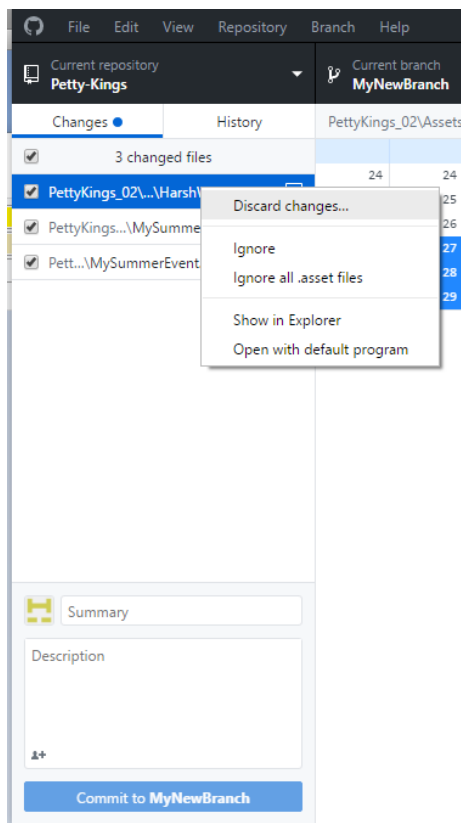 File Edit View Repository Branch Help
Current repository
Petty-Kings
Current branch
MyNewBranch
Changes
History
PettyKings_02\Assets
3 changed files
24 24
PettyKings_02\...\Harsh\
25
PettyKings...\MySumme
26
Pett...\MySummerEvent
27
28
29
Discard changes...
Ignore
Ignore all .asset files
Show in Explorer
Open with default program
Summary
Description
Commit to MyNewBranch